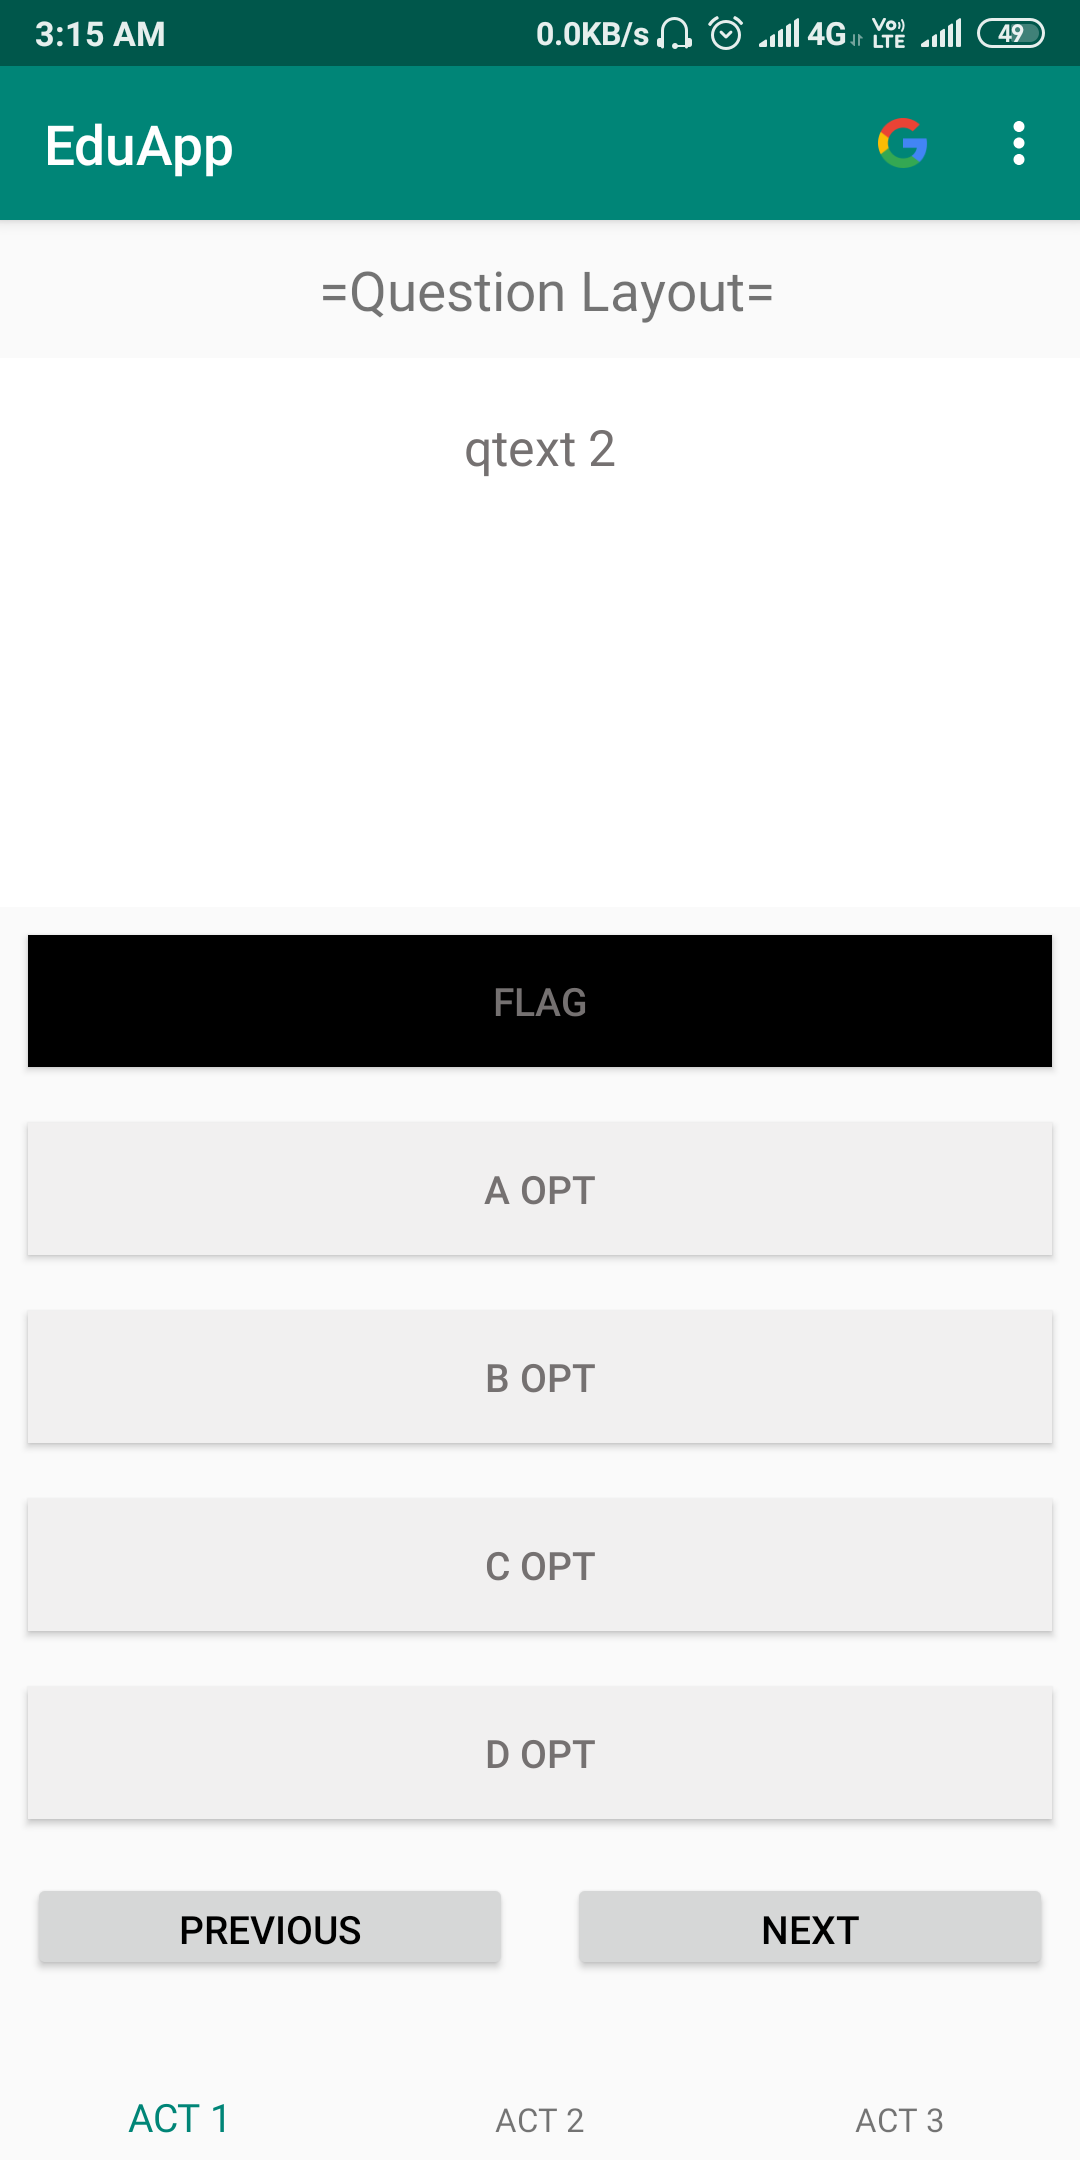 3:15 AM 0.0KB/s 4G Vo LTE 49
EduApp
=Question Layout=
qtext 2
FLAG
A OPT
B OPT
C OPT
D OPT
PREVIOUS NEXT
ACT 1 ACT 2 ACT 3